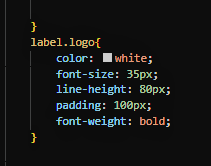 }
label.logo{
color: white;
font-size: 35px;
line-height: 80px;
padding: 100px;
font-weight: bold;
}